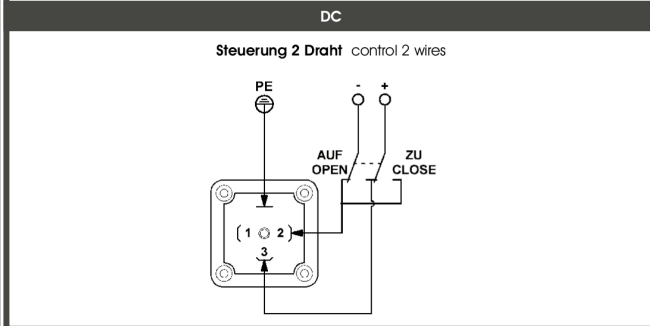 DC
Steuerung 2 Draht control 2 wires
PE
- +
AUF ZU
OPEN CLOSE
1 2
3